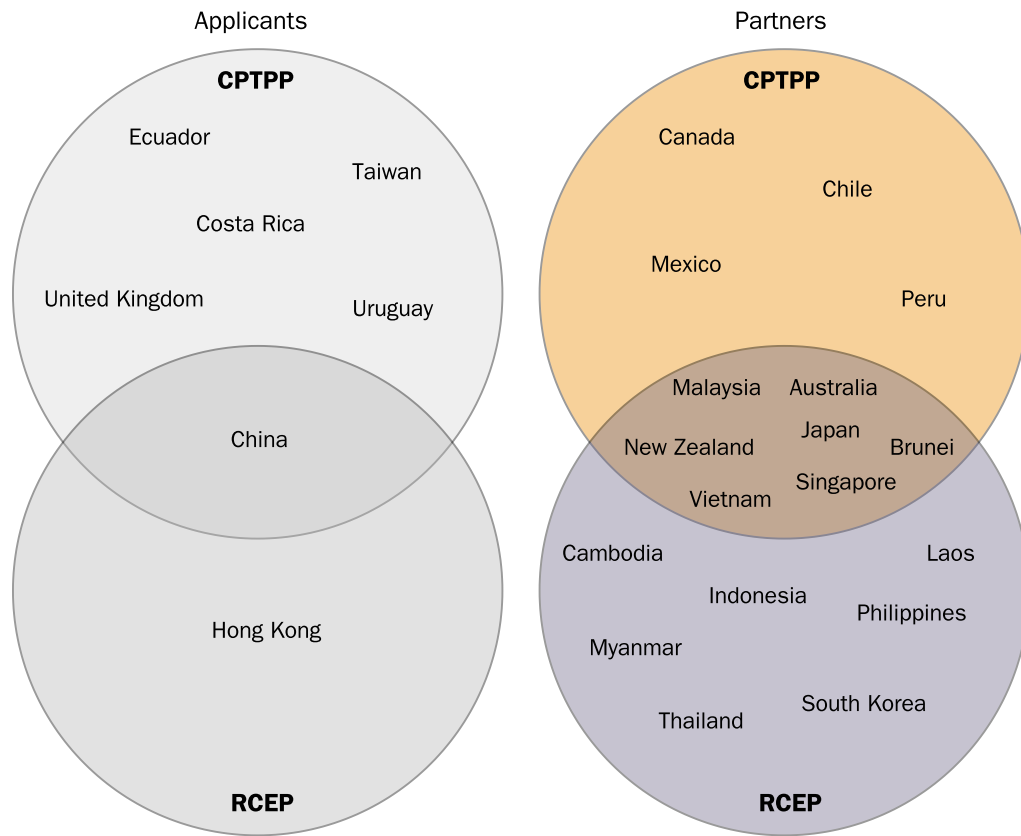 Applicants
CPTPP
Ecuador
Taiwan
Costa Rica
United Kingdom
Uruguay
China
Hong Kong
RCEP
Partners
CPTPP
Canada
Chile
Mexico
Peru
Malaysia
Australia
Japan
New Zealand
Brunei
Singapore
Vietnam
Cambodia
Laos
Indonesia
Philippines
Myanmar
South Korea
Thailand
RCEP